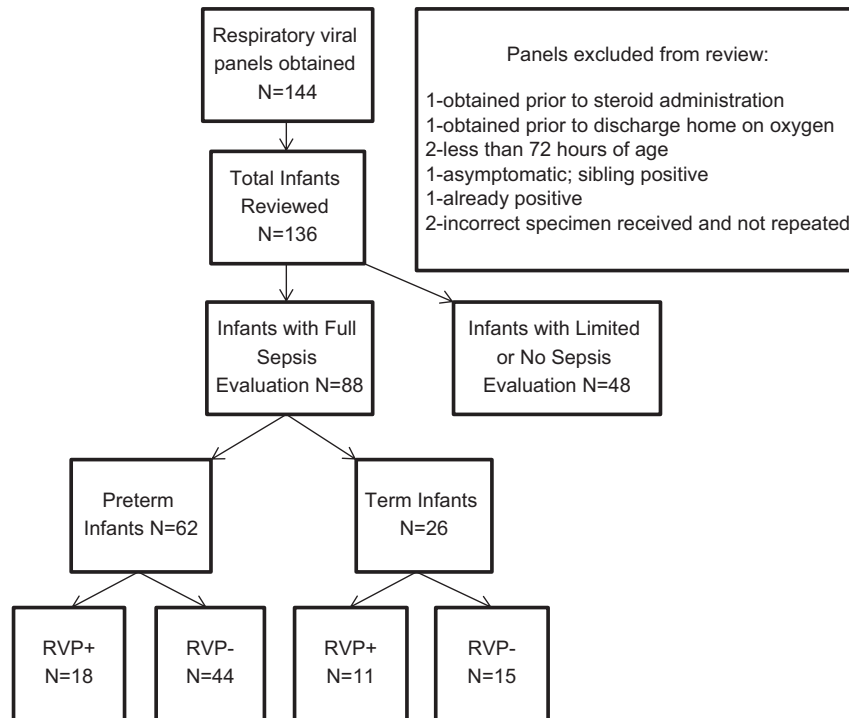 Respiratory viral
panels obtained
N=144
Panels excluded from review:
1-obtained prior to steroid administration
1-obtained prior to discharge home on oxygen
2-less than 72 hours of age
1-asymptomatic; sibling positive
1-already positive
2-incorrect specimen received and not repeated
Total Infants
Reviewed
N=136
Infants with Full
Sepsis
Evaluation N=88
Infants with Limited
or No Sepsis
Evaluation N=48
Preterm
Infants N=62
Term Infants
N=26
RVP+
N=18
RVP-
N=44
RVP+
N=11
RVP-
N=15